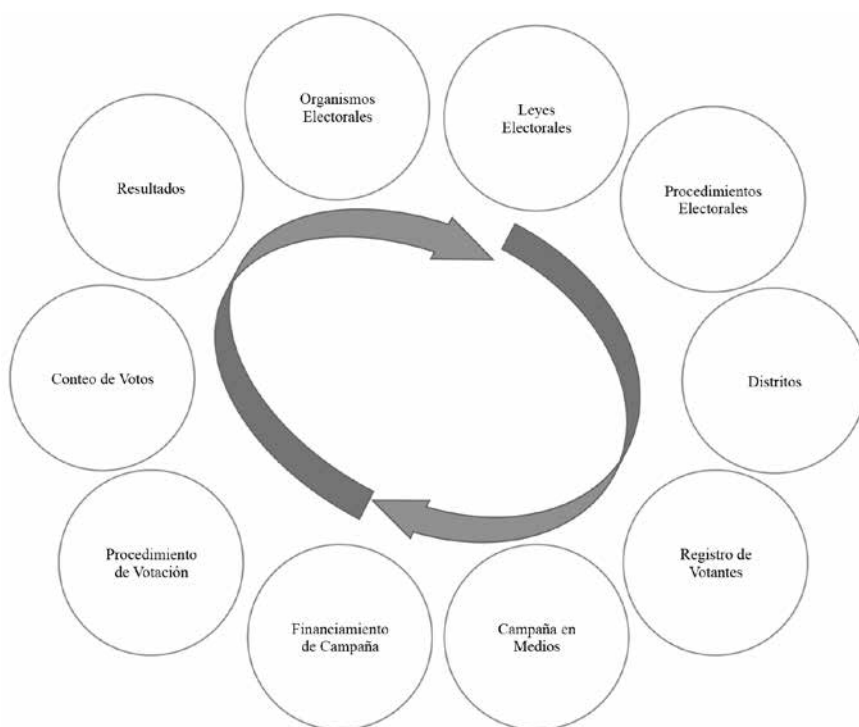 Organismos
Electorales
Leyes
Electorales
Procedimientos
Electorales
Distritos
Registro de
Votantes
Campaña en
Medios
Financiamiento
de Campaña
Procedimiento
de Votación
Conteo de Votos
Resultados